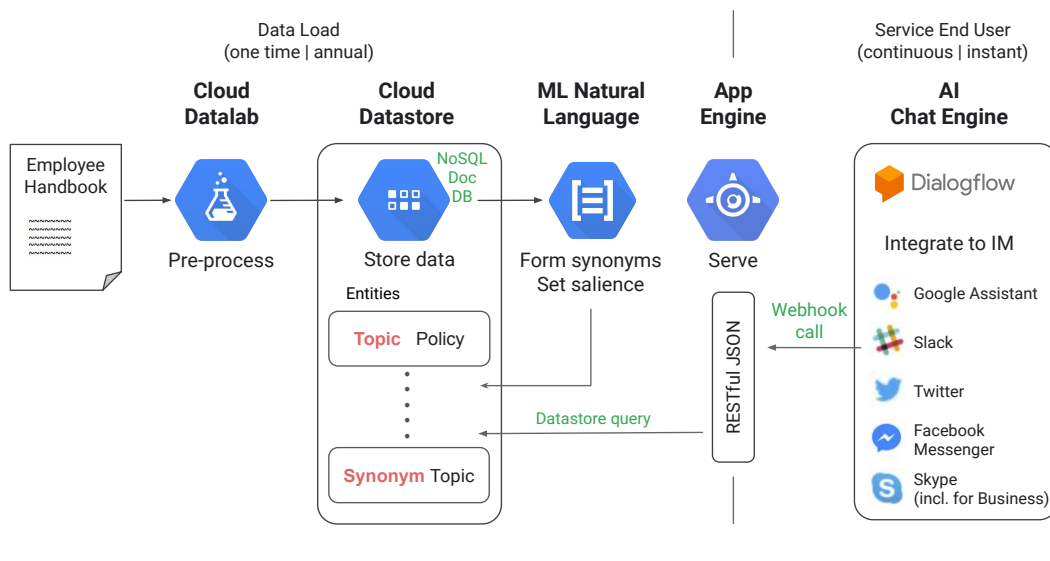 Data Load
(one time | annual)
Service End User
(continuous | instant)
Cloud
Datalab
Cloud
Datastore
ML Natural
Language
App
Engine
AI
Chat Engine
Employee
Handbook
Pre-process
NoSQL
Doc
DB
Store data
Entities
Topic Policy
Synonym Topic
Form synonyms
Set salience
Datastore query
Serve
RESTful JSON
Webhook
call
Dialogflow
Integrate to IM
Google Assistant
Slack
Twitter
Facebook
Messenger
S
Skype
(incl. for Business)